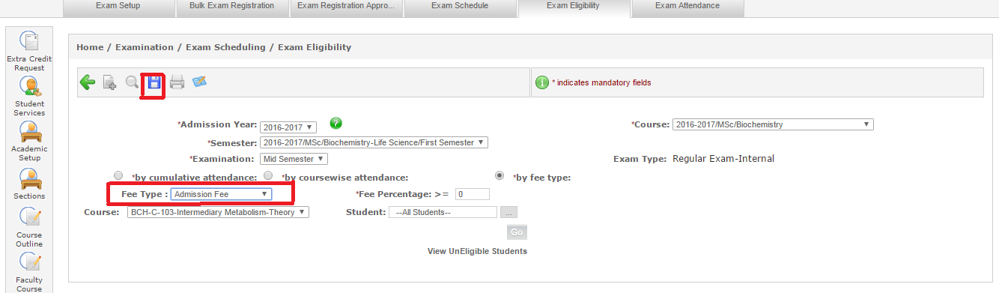 Exam Setup
Bulk Exam Registration
Exam Registration Appro...
Exam Schedule
Exam Eligibility
Exam Attendance
Extra Credit
Request
Student
Services
Academic
Setup
Sections
Course
Outline
Faculty
Course
Home / Examination / Exam Scheduling / Exam Eligibility
* indicates mandatory fields
*Admission Year: 2016-2017 ?
*Course: 2016-2017/MSc/Biochemistry
*Semester: 2016-2017/MSc/Biochemistry-Life Science/First Semester
*Examination: Mid Semester
Exam Type: Regular Exam-Internal
*by cumulative attendance: *by coursewise attendance: *by fee type:
Fee Type : Admission Fee *Fee Percentage: >= 0
Course: BCH-C-103-Intermediary Metabolism-Theory Student: --All Students-- ...
Go
View UnEligible Students